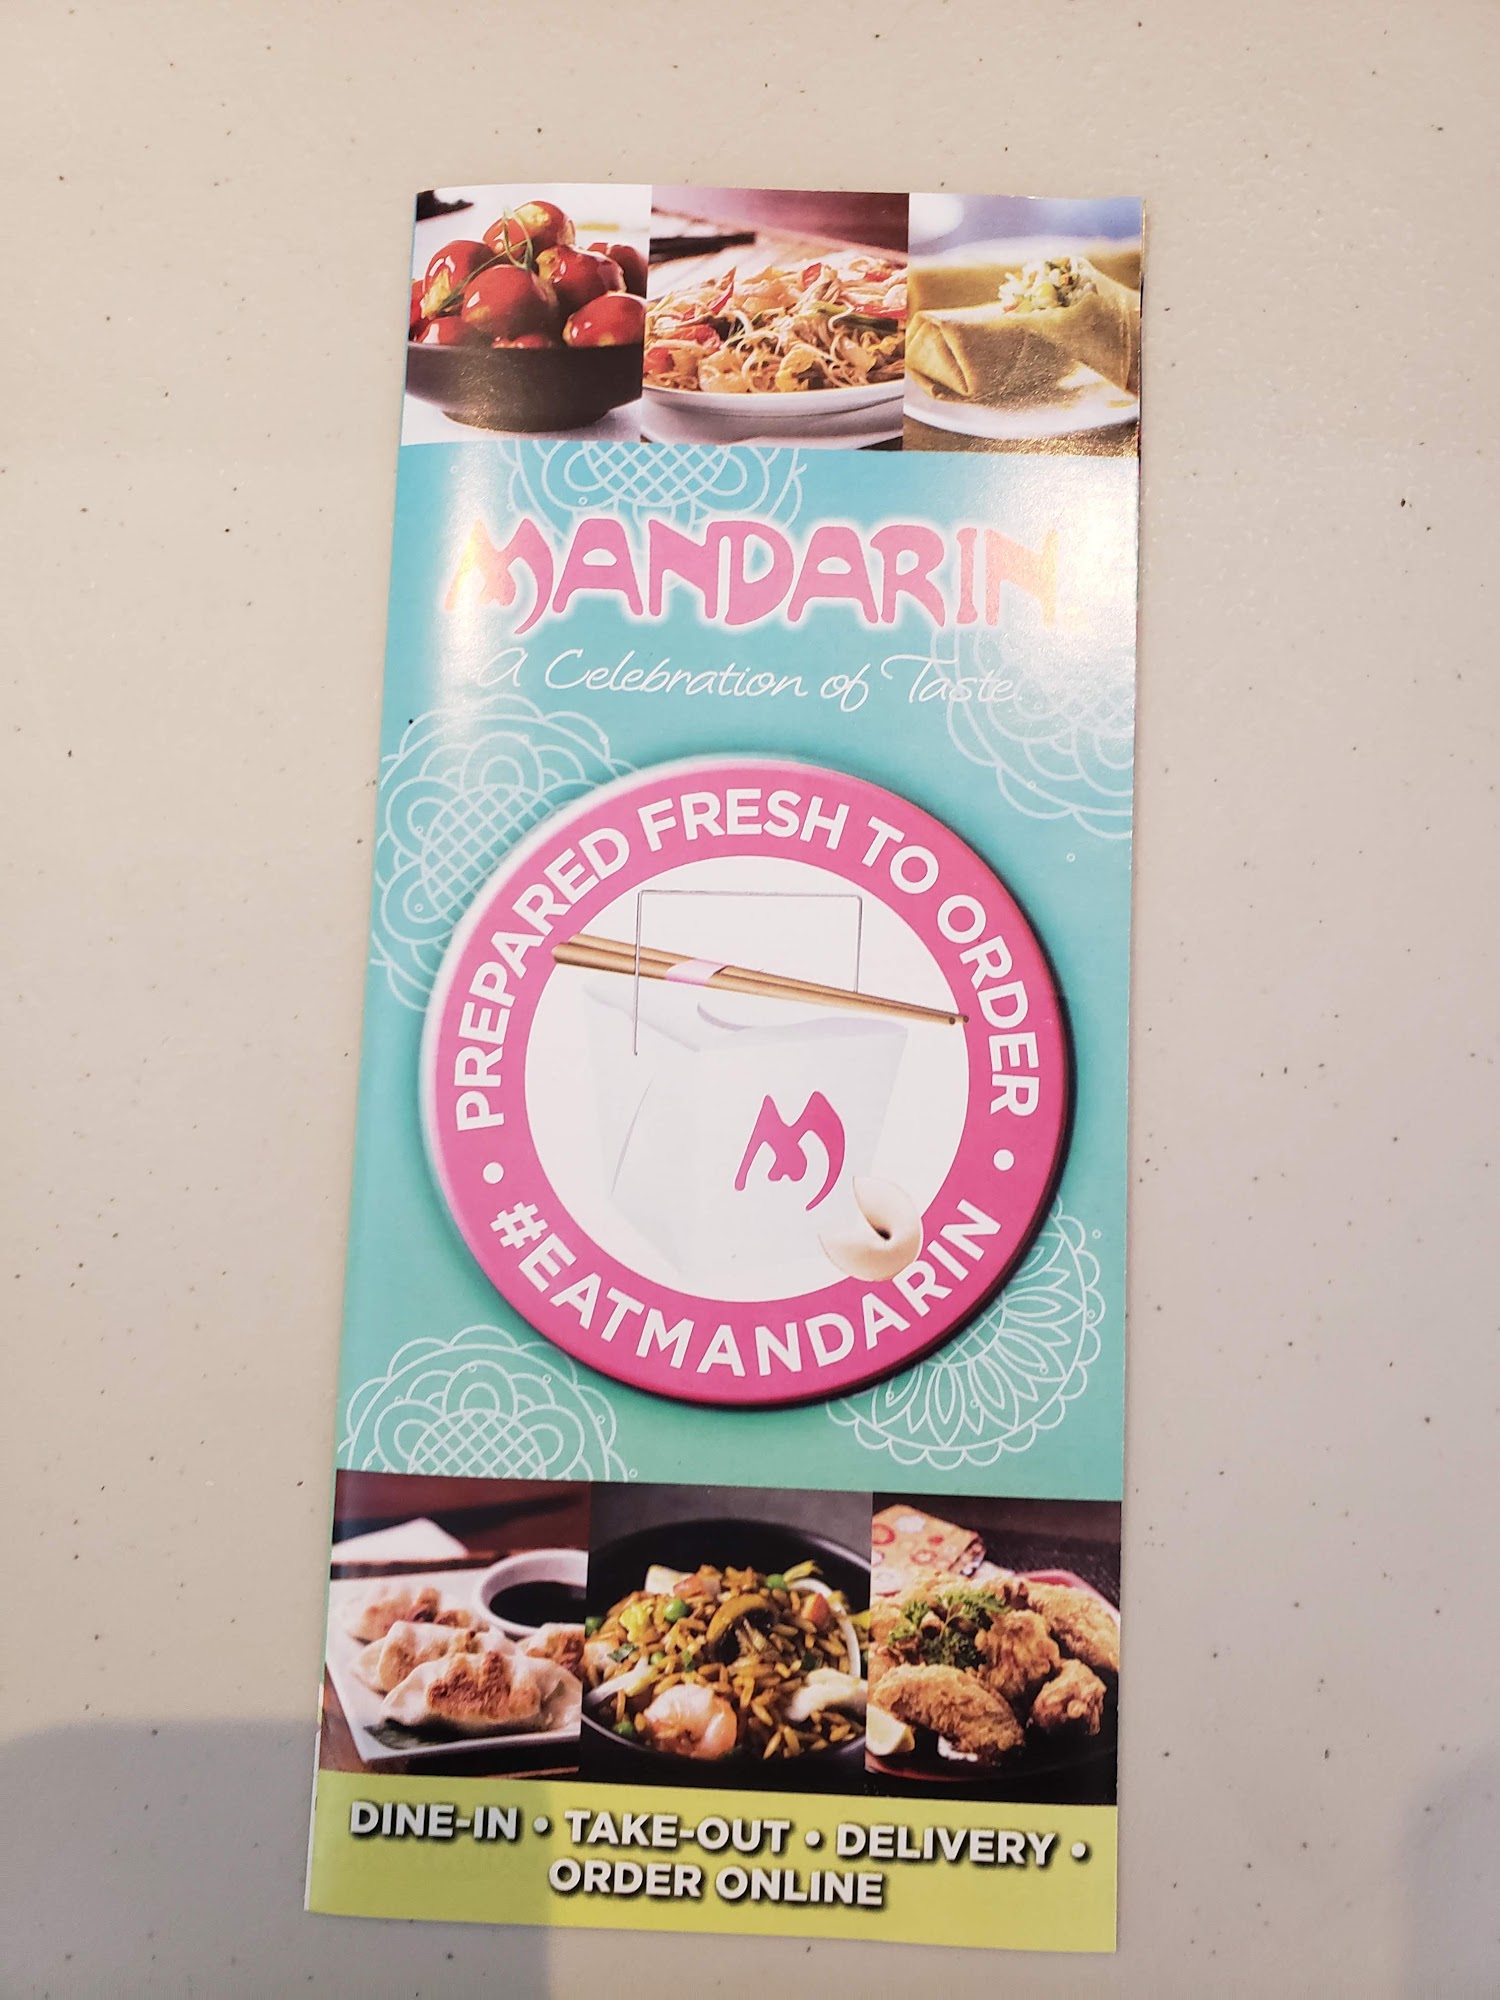 MANDARIN
A Celebration of Taste.
• PREPARED FRESH TO ORDER •
#EATMANDARIN
M
DINE-IN • TAKE-OUT • DELIVERY •
ORDER ONLINE